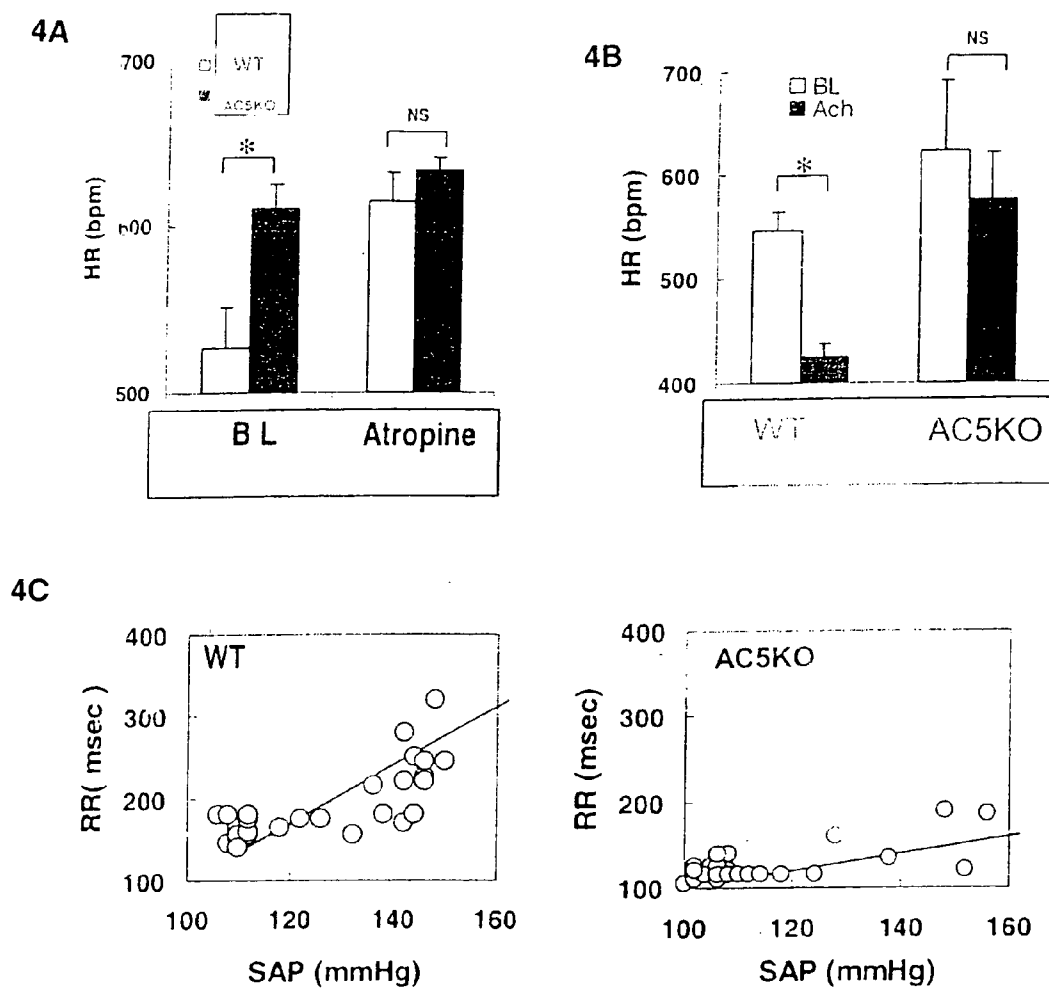 4A
700
600
500
HR (bpm)
WT
AC5KO
*
NS
BL
Atropine
4B
700
600
500
400
HR (bpm)
BL
Ach
*
NS
WT
AC5KO
4C
400
300
200
100
RR( msec )
WT
100 120 140 160
SAP (mmHg)
400
300
200
100
RR (msec)
AC5KO
100 120 140 160
SAP (mmHg)